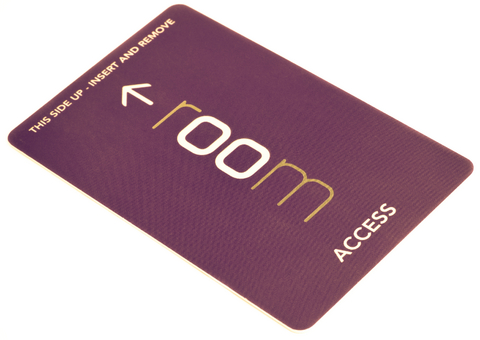 THIS SIDE UP - INSERT AND REMOVE
room
ACCESS